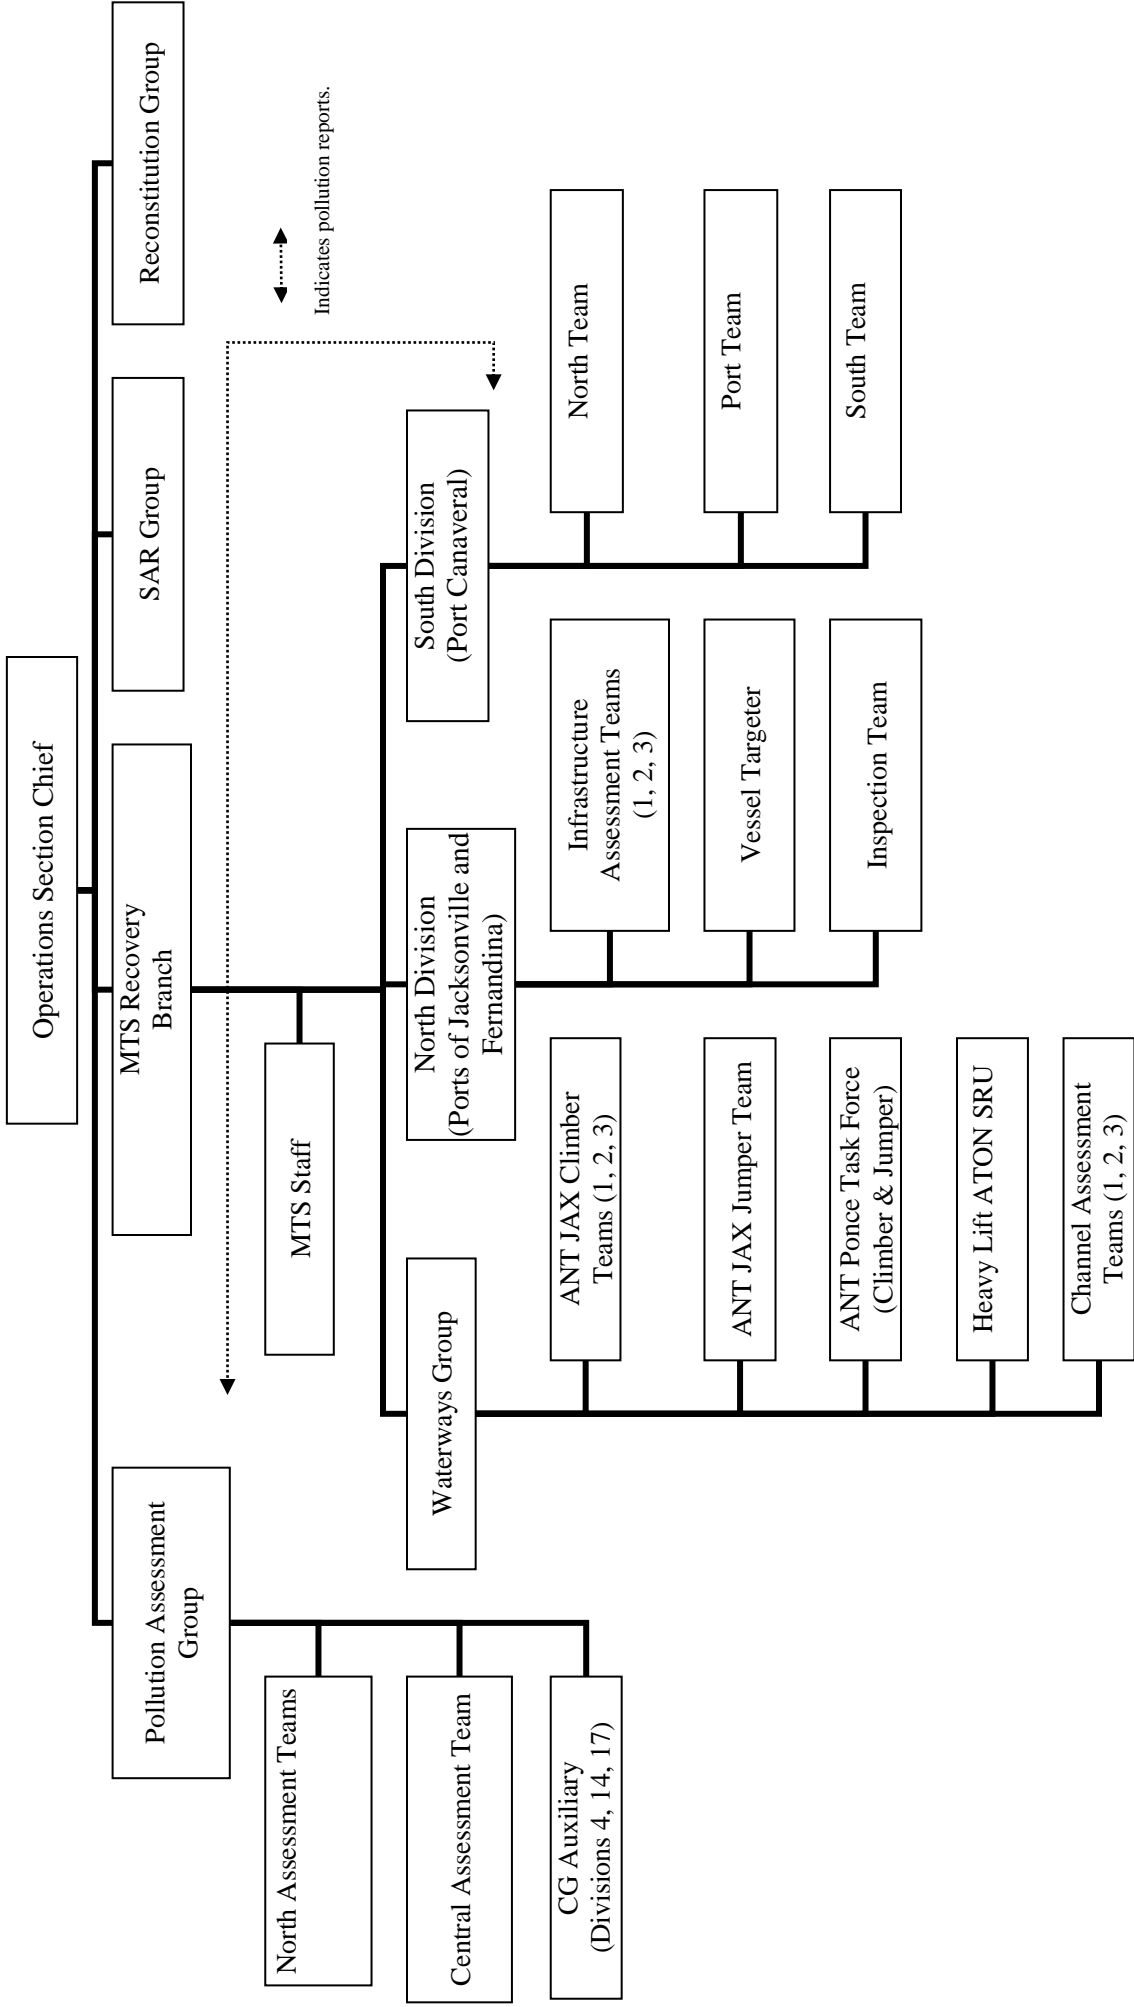 Operations Section Chief
Pollution Assessment
Group
MTS Recovery
Branch
SAR Group
Reconstitution Group
North Assessment Teams
Central Assessment Team
CG Auxiliary
(Divisions 4, 14, 17)
MTS Staff
Indicates pollution reports.
Waterways Group
North Division
(Ports of Jacksonville and
Fernandina)
South Division
(Port Canaveral)
ANT JAX Climber
Teams (1, 2, 3)
ANT JAX Jumper Team
ANT Ponce Task Force
(Climber & Jumper)
Heavy Lift ATON SRU
Channel Assessment
Teams (1, 2, 3)
Infrastructure
Assessment Teams
(1, 2, 3)
Vessel Targeter
Inspection Team
North Team
Port Team
South Team